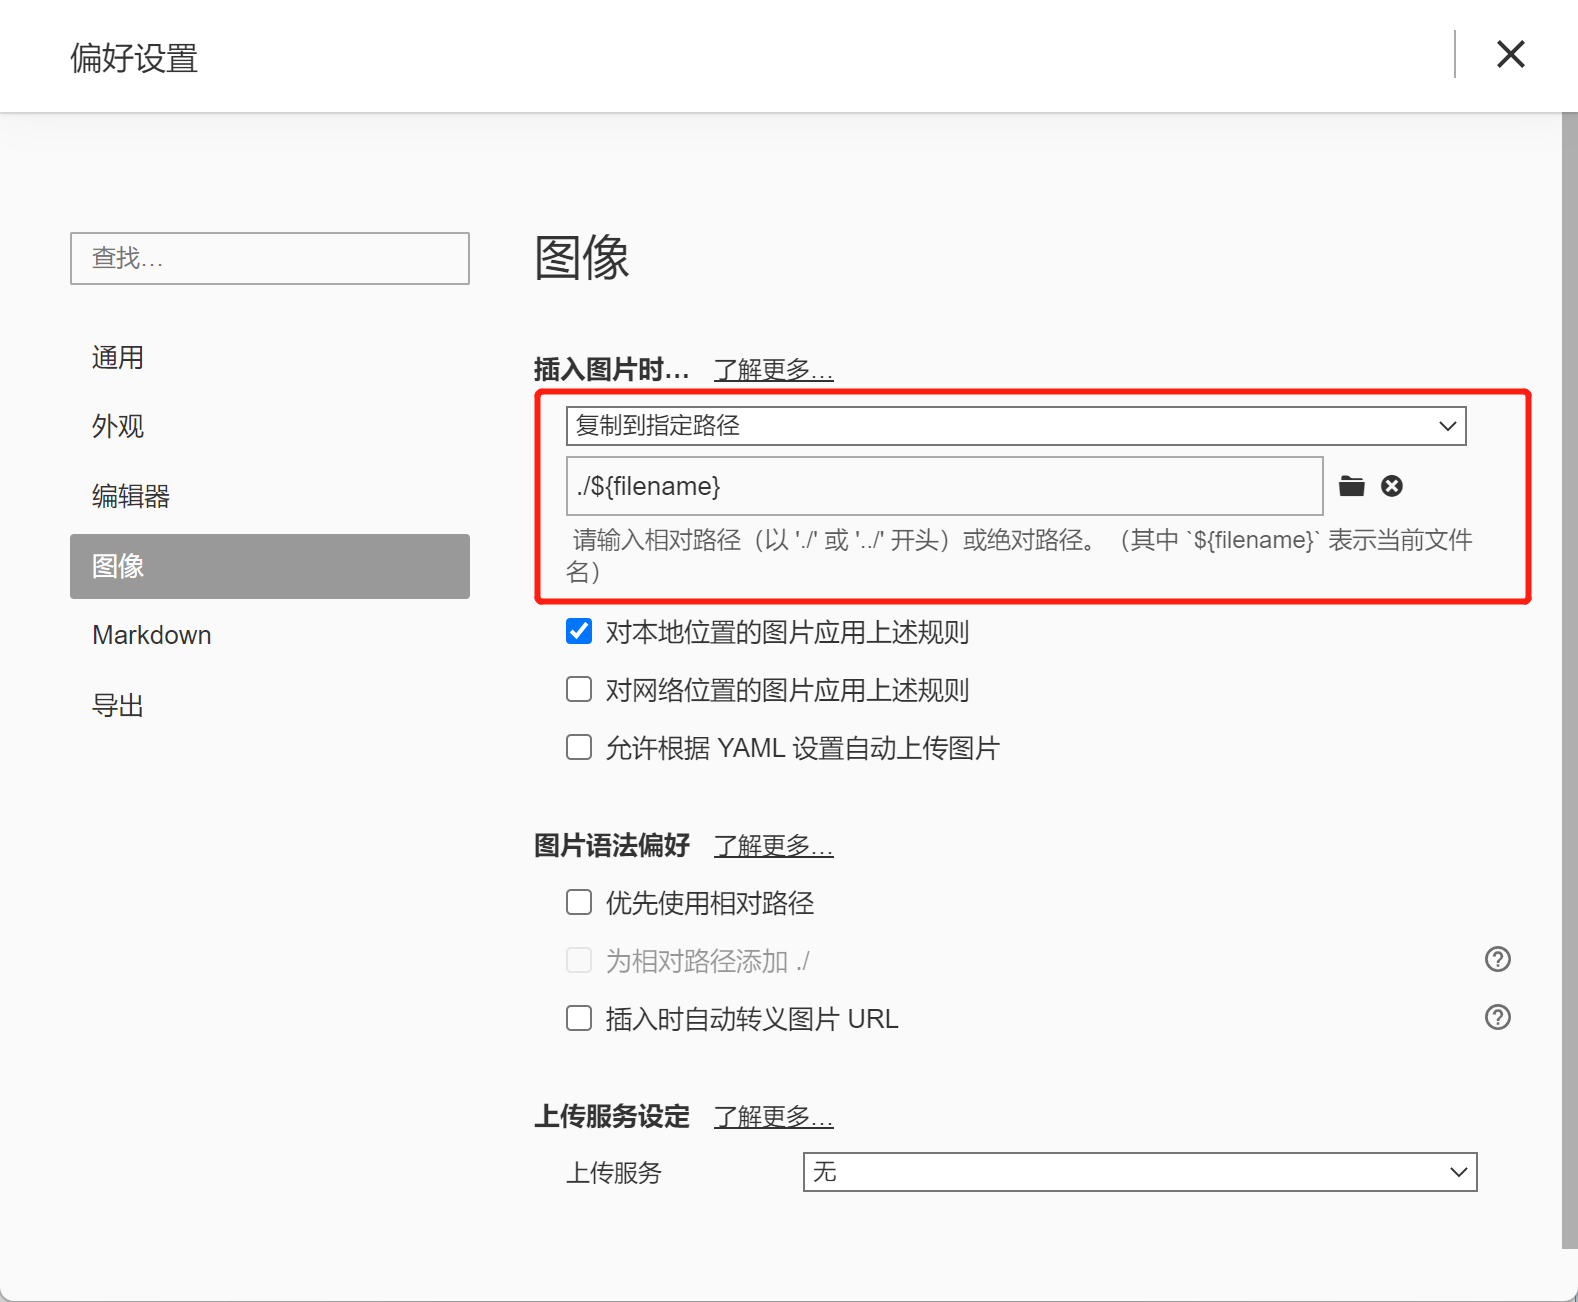 偏好设置
查找...
通用
外观
编辑器
图像
Markdown
导出
图像
插入图片时... 了解更多...
复制到指定路径
./${filename}
请输入相对路径（以 './' 或 '../' 开头）或绝对路径。（其中 `${filename}` 表示当前文件
名）
对本地位置的图片应用上述规则
对网络位置的图片应用上述规则
允许根据 YAML 设置自动上传图片
图片语法偏好 了解更多...
优先使用相对路径
为相对路径添加 ./
插入时自动转义图片 URL
上传服务设定 了解更多...
上传服务 无